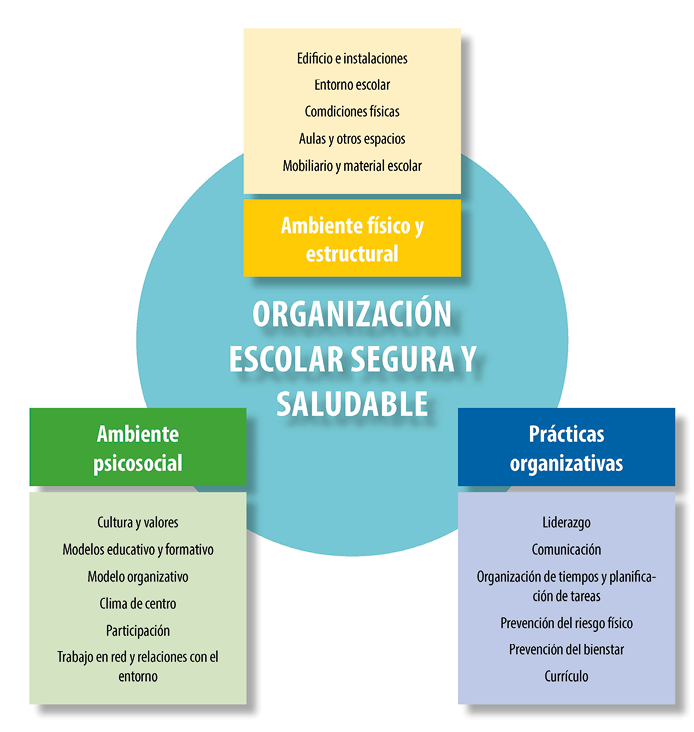 Edificio e instalaciones
Entorno escolar
Comdiciones físicas
Aulas y otros espacios
Mobiliario y material escolar
Ambiente físico y
estructural
ORGANIZACIÓN
ESCOLAR SEGURA Y
SALUDABLE
Ambiente
psicosocial
Cultura y valores
Modelos educativo y formativo
Modelo organizativo
Clima de centro
Participación
Trabajo en red y relaciones con el
entorno
Prácticas
organizativas
Liderazgo
Comunicación
Organización de tiempos y planifica-
ción de tareas
Prevención del riesgo físico
Prevención del bienstar
Currículo